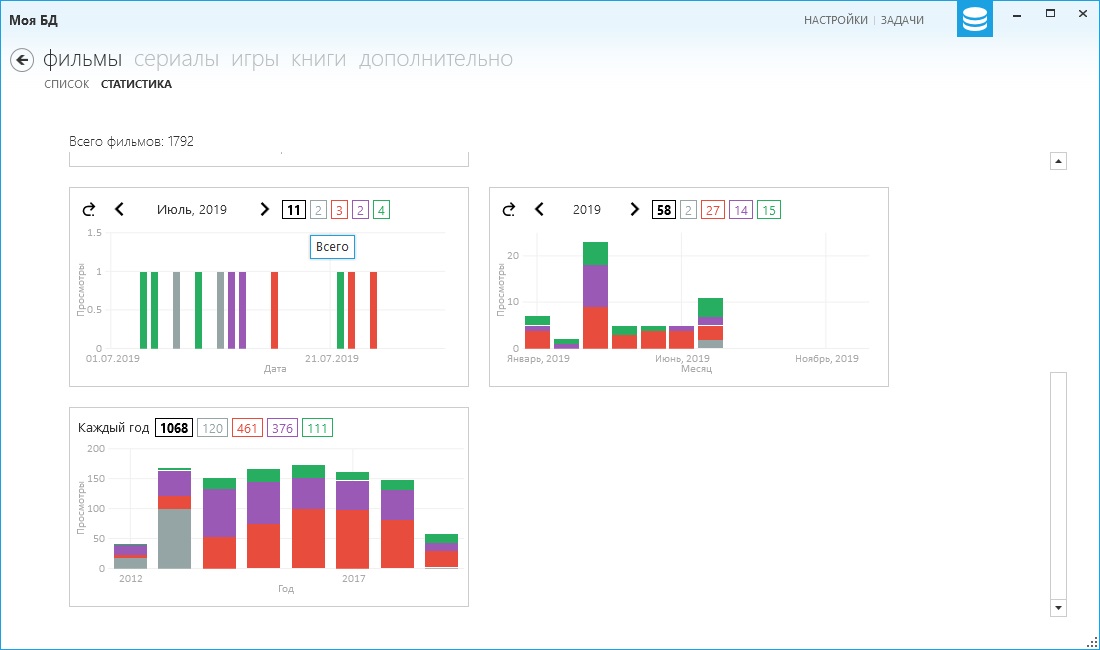 Моя БД
НАСТРОЙКИ | ЗАДАЧИ
фильмы сериалы игры книги дополнительно
СПИСОК СТАТИСТИКА
Всего фильмов: 1792
Июль, 2019 11 2 3 2 4
1.5
1
0.5
0
Просмотры
Всего
01.07.2019 21.07.2019
Дата
2019 58 2 27 14 15
20
10
0
Просмотры
Январь, 2019 Июнь, 2019 Ноябрь, 2019
Месяц
Каждый год 1068 120 461 376 111
200
150
100
50
0
Просмотры
2012 2017
Год